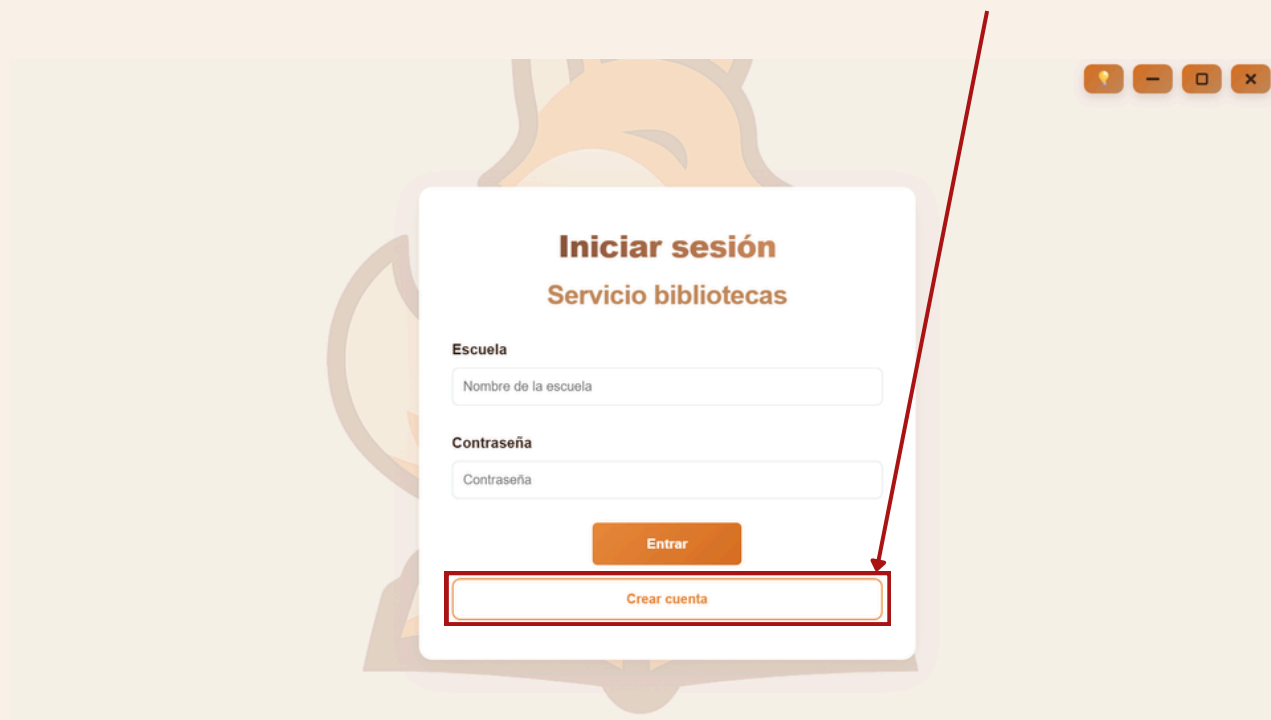 Iniciar sesión
Servicio bibliotecas
Escuela
Nombre de la escuela
Contraseña
Contraseña
Entrar
Crear cuenta